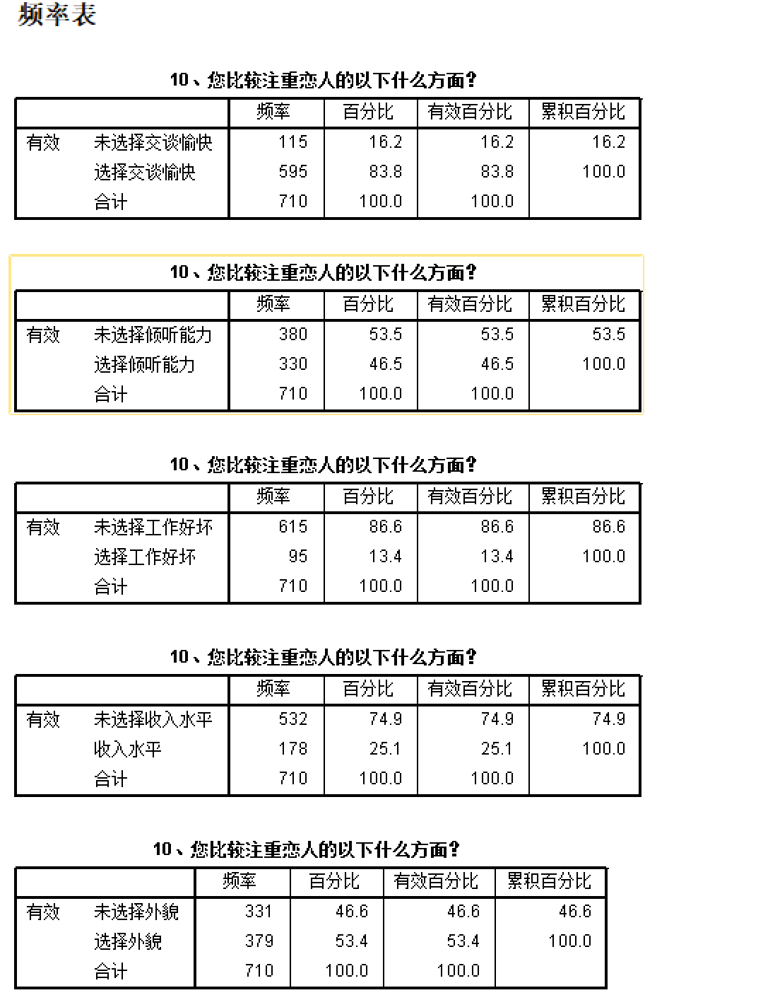 频率表
10、您比较注重恋人的以下什么方面?
频率 百分比 有效百分比 累积百分比
有效 未选择交谈愉快 115 16.2 16.2 16.2
选择交谈愉快 595 83.8 83.8 100.0
合计 710 100.0 100.0
10、您比较注重恋人的以下什么方面?
频率 百分比 有效百分比 累积百分比
有效 未选择倾听能力 380 53.5 53.5 53.5
选择倾听能力 330 46.5 46.5 100.0
合计 710 100.0 100.0
10、您比较注重恋人的以下什么方面?
频率 百分比 有效百分比 累积百分比
有效 未选择工作好坏 615 86.6 86.6 86.6
选择工作好坏 95 13.4 13.4 100.0
合计 710 100.0 100.0
10、您比较注重恋人的以下什么方面?
频率 百分比 有效百分比 累积百分比
有效 未选择收入水平 532 74.9 74.9 74.9
收入水平 178 25.1 25.1 100.0
合计 710 100.0 100.0
10、您比较注重恋人的以下什么方面?
频率 百分比 有效百分比 累积百分比
有效 未选择外貌 331 46.6 46.6 46.6
选择外貌 379 53.4 53.4 100.0
合计 710 100.0 100.0